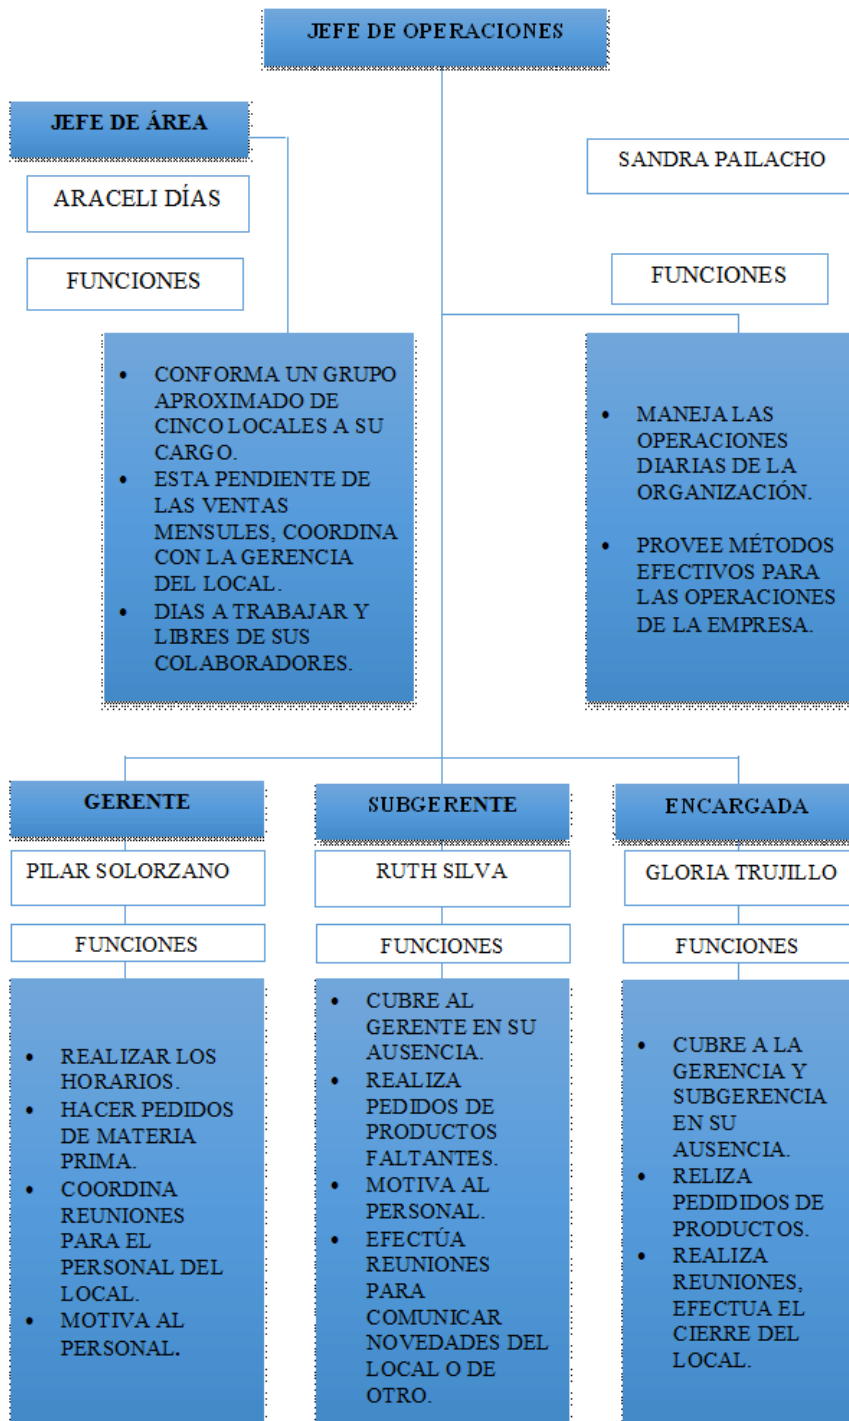 JEFE DE OPERACIONES
JEFE DE ÁREA
ARACELI DÍAS
FUNCIONES
• CONFORMA UN GRUPO
APROXIMADO DE
CINCO LOCALES A SU
CARGO.
• ESTA PENDIENTE DE
LAS VENTAS
MENSULES, COORDINA
CON LA GERENCIA
DEL LOCAL.
• DIAS A TRABAJAR Y
LIBRES DE SUS
COLABORADORES.
SANDRA PAILACHO
FUNCIONES
• MANEJA LAS
OPERACIONES
DIARIAS DE LA
ORGANIZACIÓN.
• PROVEE MÉTODOS
EFECTIVOS PARA
LAS OPERACIONES
DE LA EMPRESA.
GERENTE
PILAR SOLORZANO
FUNCIONES
• REALIZAR LOS
HORARIOS.
• HACER PEDIDOS
DE MATERIA
PRIMA.
• COORDINA
REUNIONES
PARA EL
PERSONAL DEL
LOCAL.
• MOTIVA AL
PERSONAL.
SUBGERENTE
RUTH SILVA
FUNCIONES
• CUBRE AL
GERENTE EN SU
AUSENCIA.
• REALIZA
PEDIDOS DE
PRODUCTOS
FALTANTES.
• MOTIVA AL
PERSONAL.
• EFECTÚA
REUNIONES
PARA
COMUNICAR
NOVEDADES DEL
LOCAL O DE
OTRO.
ENCARGADA
GLORIA TRUJILLO
FUNCIONES
• CUBRE A LA
GERENCIA Y
SUBGERENCIA
EN SU
AUSENCIA.
• RELIZA
PEDIDIDOS DE
PRODUCTOS.
• REALIZA
REUNIONES,
EFECTUA EL
CIERRE DEL
LOCAL.